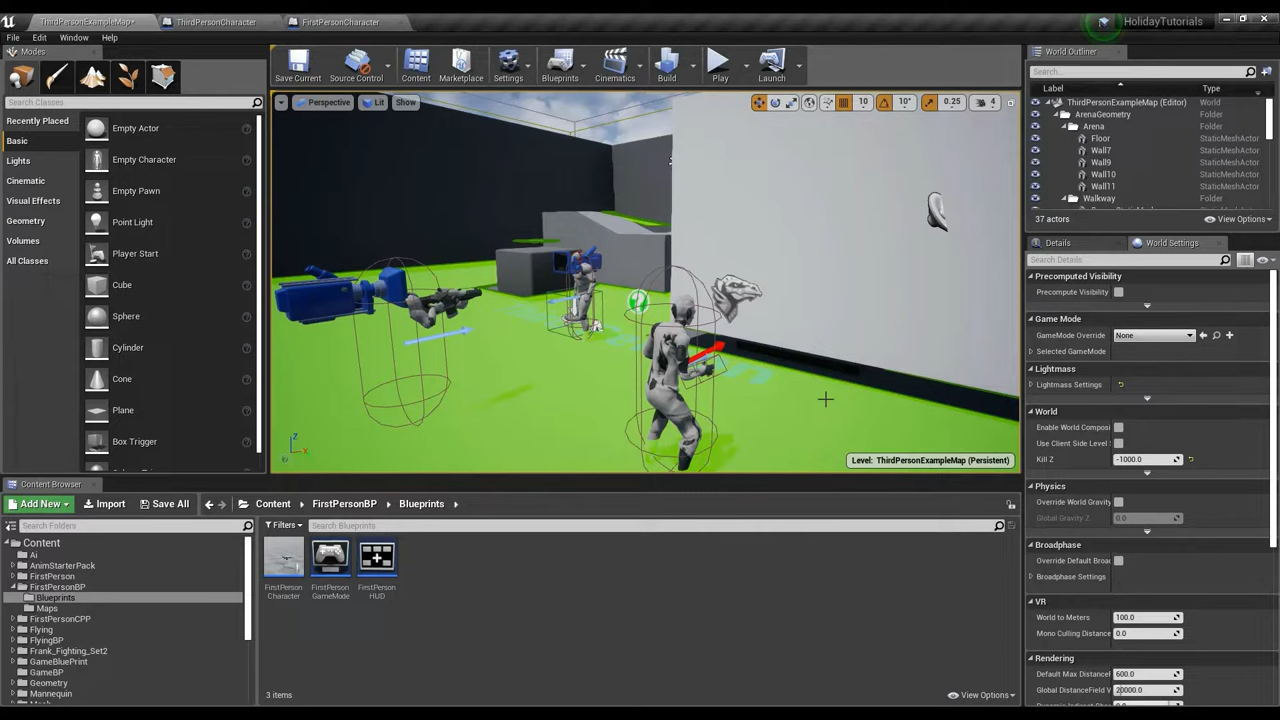 ThirdPersonExampleMap*
ThirdPersonCharacter
FirstPersonCharacter
HolidayTutorials
File Edit Window Help
Modes
Search Classes
Recently Placed
Basic
Lights
Cinematic
Visual Effects
Geometry
Volumes
All Classes
Empty Actor
Empty Character
Empty Pawn
Point Light
Player Start
Cube
Sphere
Cylinder
Cone
Plane
Box Trigger
Save Current
Source Control
Content
Marketplace
Settings
Blueprints
Cinematics
Build
Play
Launch
Perspective
Lit
Show
10
10°
0.25
4
Level: ThirdPersonExampleMap (Persistent)
World Outliner
Search...
Label
Type
ThirdPersonExampleMap (Editor) World
ArenaGeometry Folder
Arena Folder
Floor StaticMeshActor
Wall7 StaticMeshActor
Wall9 StaticMeshActor
Wall10 StaticMeshActor
Wall11 StaticMeshActor
Walkway Folder
37 actors
View Options
Details
World Settings
Search Details
Precomputed Visibility
Precompute Visibility
Game Mode
GameMode Override None
Selected GameMode
Lightmass
Lightmass Settings
World
Enable World Composi
Use Client Side Level
Kill Z -1000.0
Physics
Override World Gravity
Global Gravity Z 0.0
Broadphase
Override Default Broad
Broadphase Settings
VR
World to Meters 100.0
Mono Culling Distance 0.0
Rendering
Default Max Distance 600.0
Global DistanceField V 20000.0
Content Browser
Add New
Import
Save All
Content
FirstPersonBP
Blueprints
Search Folders
Filters
Search Blueprints
Content
Ai
AnimStarterPack
FirstPerson
FirstPersonBP
Blueprints
Maps
FirstPersonCPP
Flying
FlyingBP
Frank_Fighting_Set2
GameBluePrint
GameBP
Geometry
Mannequin
FirstPerson
Character
FirstPerson
GameMode
FirstPerson
HUD
3 items
View Options